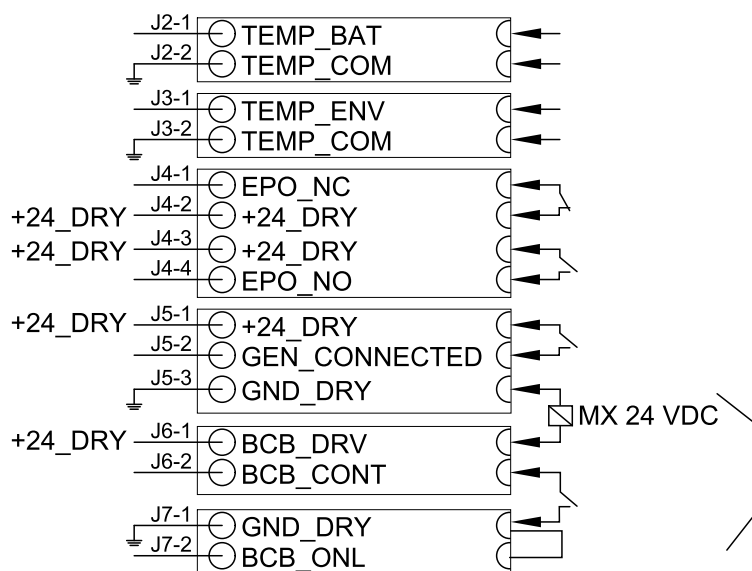 J2-1 TEMP_BAT
J2-2 TEMP_COM
J3-1 TEMP_ENV
J3-2 TEMP_COM
J4-1 EPO_NC
+24_DRY J4-2 +24_DRY
+24_DRY J4-3 +24_DRY
J4-4 EPO_NO
+24_DRY J5-1 +24_DRY
J5-2 GEN_CONNECTED
J5-3 GND_DRY
MX 24 VDC
+24_DRY J6-1 BCB_DRV
J6-2 BCB_CONT
J7-1 GND_DRY
J7-2 BCB_ONL